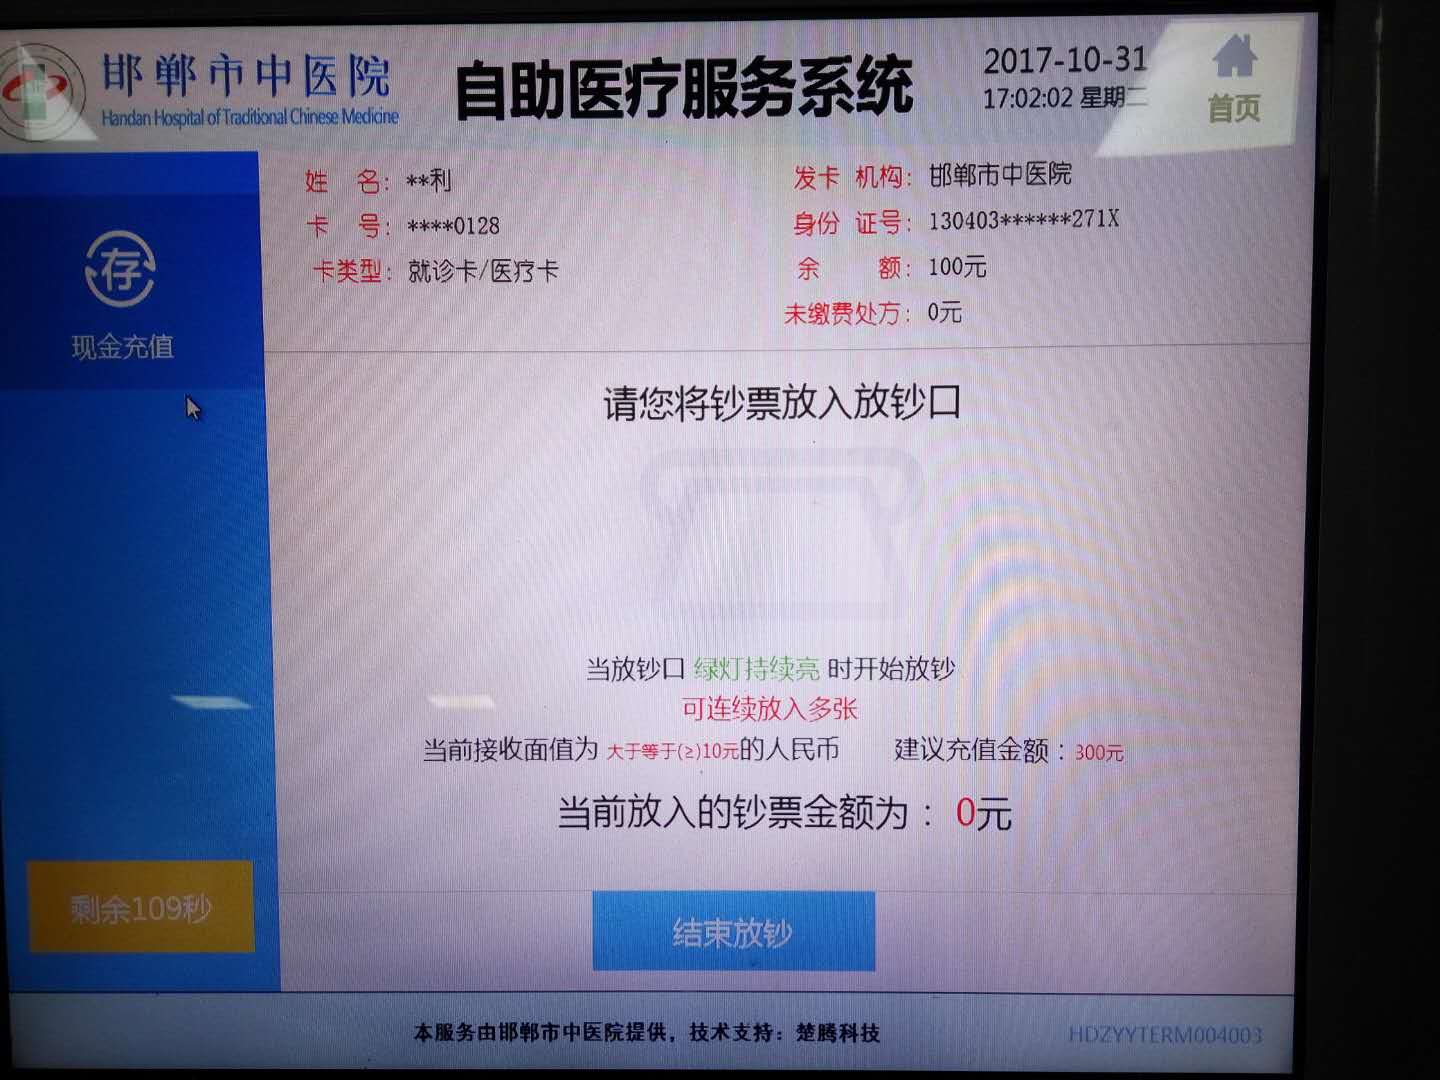 邯郸市中医院
Handan Hospital of Traditional Chinese Medicine
自助医疗服务系统
2017-10-31
17:02:02 星期二
首页
姓 名：**利
发卡 机构：邯郸市中医院
卡 号：****0128
身份 证号：130403******271X
卡类型：就诊卡/医疗卡
余 额：100元
未缴费处方：0元
存
现金充值
请您将钞票放入放钞口
当放钞口 绿灯持续亮 时开始放钞
可连续放入多张
当前接收面值为 大于等于(≥)10元的人民币 建议充值金额：300元
当前放入的钞票金额为：0元
剩余109秒
结束放钞
本服务由邯郸市中医院提供，技术支持：楚腾科技
HDZYYTERM004003